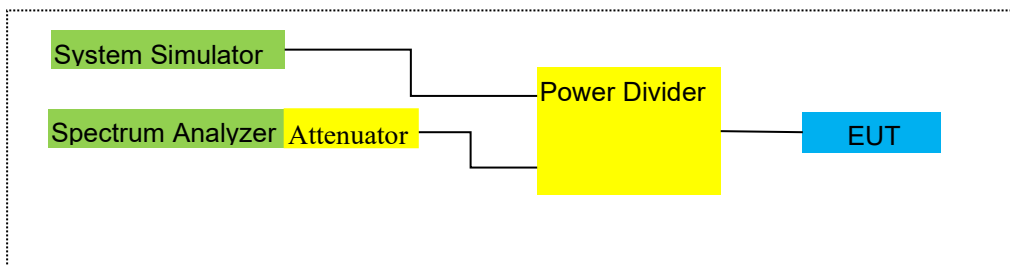 System Simulator
Power Divider
Spectrum Analyzer Attenuator
EUT